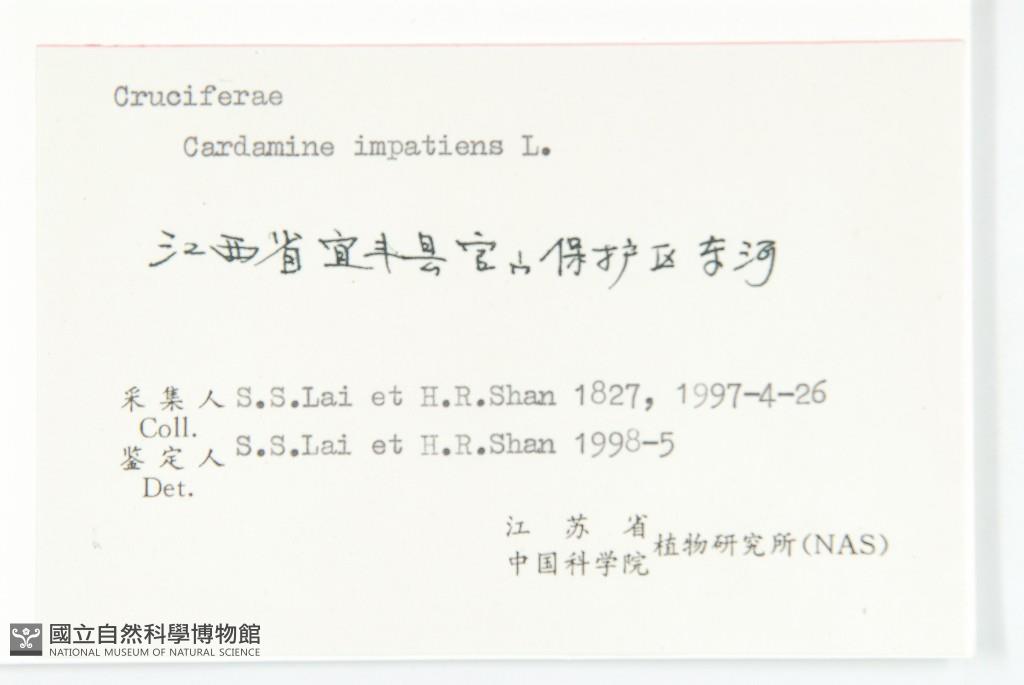 Cruciferae
Cardamine impatiens L.
江西省宜丰县官山保护区东河
采集人 S.S.Lai et H.R.Shan 1827, 1997-4-26
Coll.
鉴定人 S.S.Lai et H.R.Shan 1998-5
Det.
江苏省
中国科学院 植物研究所(NAS)
國立自然科學博物館
NATIONAL MUSEUM OF NATURAL SCIENCE